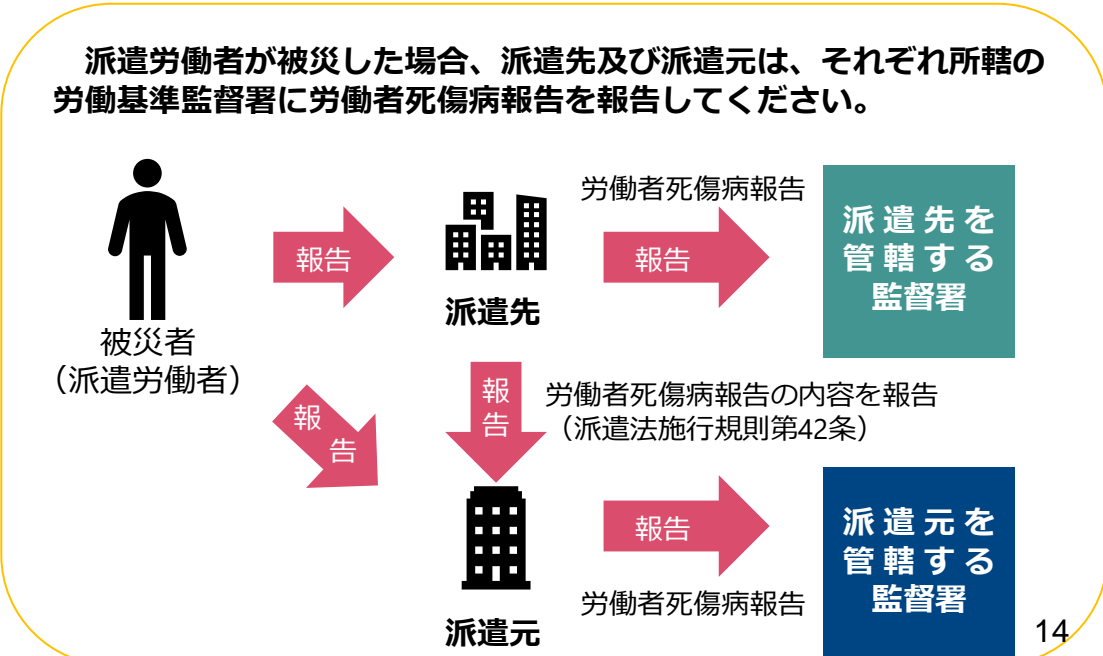 派遣労働者が被災した場合、派遣先及び派遣元は、それぞれ所轄の
労働基準監督署に労働者死傷病報告を報告してください。
被災者
（派遣労働者）
報告
派遣先
労働者死傷病報告
報告
派遣先を
管轄する
監督署
報告
報告
労働者死傷病報告の内容を報告
（派遣法施行規則第42条）
派遣元
報告
労働者死傷病報告
派遣元を
管轄する
監督署
14